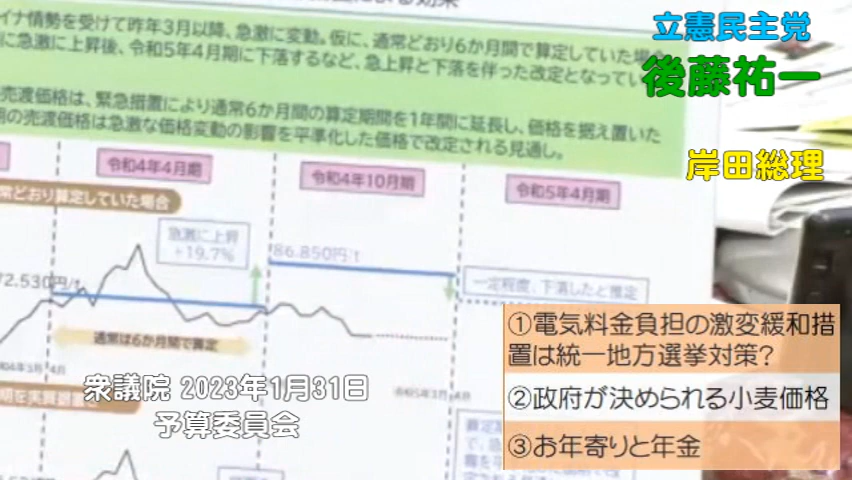 イナ情勢を受けて昨年3月以降、急激に変動。仮に、通常どおり6か月間で算定していた場合
に急激に上昇後、令和5年4月期に下落するなど、急上昇と下落を伴った改定となってい
売渡価格は、緊急措置により通常6か月間の算定期間を1年間に延長し、価格を据え置いた
期の売渡価格は急激な価格変動の影響を平準化した価格で改定される見通し。
立憲民主党
後藤祐一
岸田総理
令和4年4月期
令和4年10月期
令和5年4月期
常どおり算定していた場合
急激に上昇
+19.7%
86,850円/t
72,530円/t
一定程度、下落したと推定
通常は6か月間で算定
衆議院 2023年1月31日
予算委員会
①電気料金負担の激変緩和措
置は統一地方選挙対策?
②政府が決められる小麦価格
③お年寄りと年金